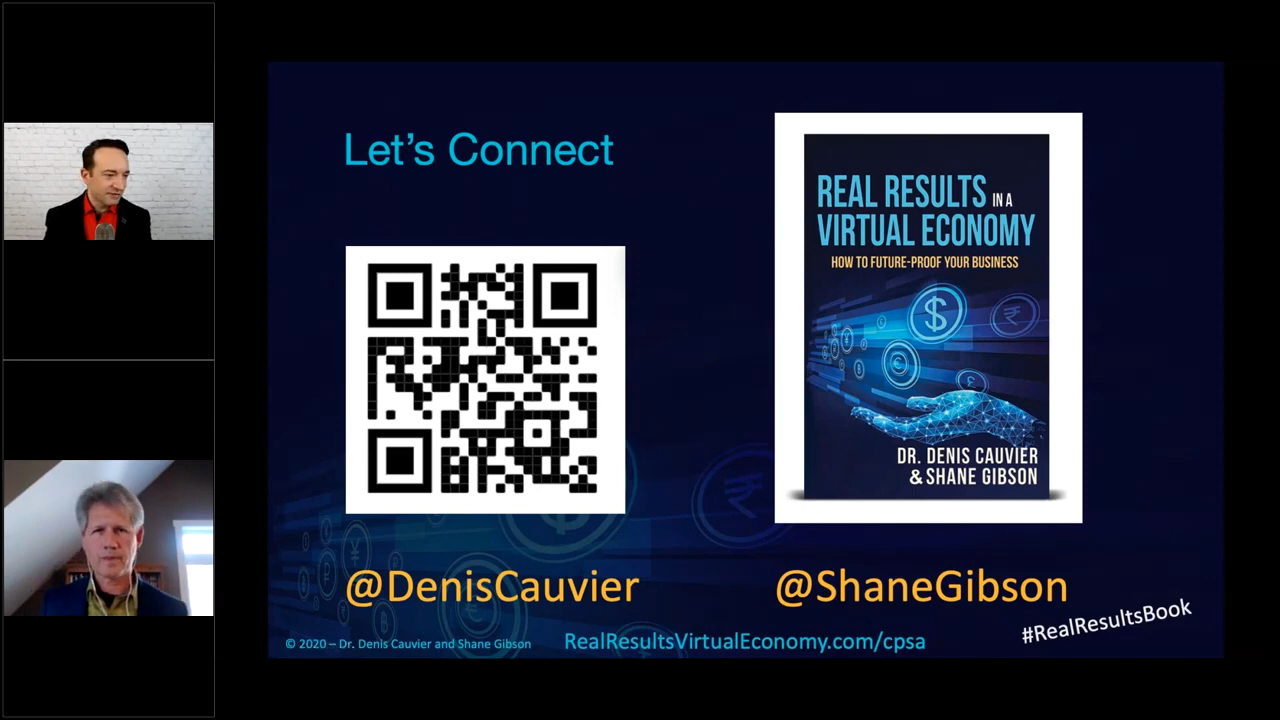 Let's Connect
REAL RESULTS IN A
VIRTUAL ECONOMY
HOW TO FUTURE-PROOF YOUR BUSINESS
DR. DENIS CAUVIER
& SHANE GIBSON
@DenisCauvier
@ShaneGibson
#RealResultsBook
© 2020 – Dr. Denis Cauvier and Shane Gibson
RealResultsVirtualEconomy.com/cpsa